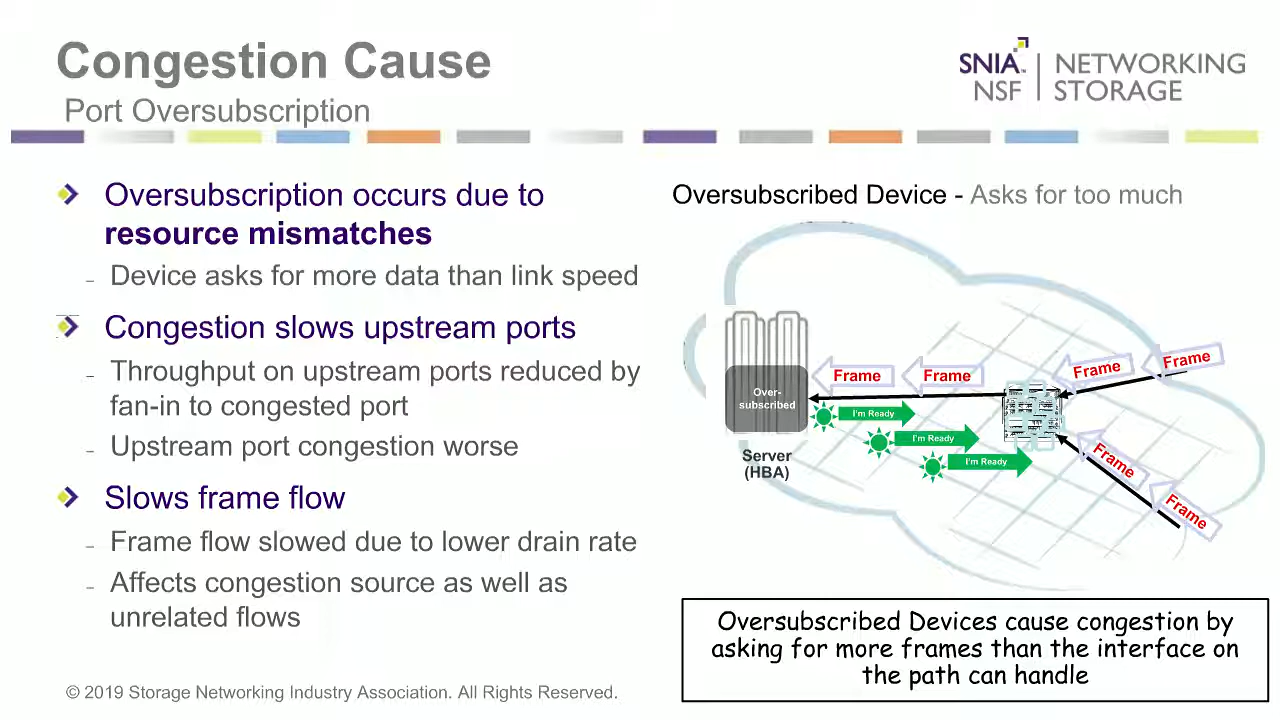 Congestion Cause
Port Oversubscription
SNIA
NSF
NETWORKING
STORAGE
Oversubscription occurs due to
resource mismatches
– Device asks for more data than link speed
Congestion slows upstream ports
– Throughput on upstream ports reduced by
fan-in to congested port
– Upstream port congestion worse
Slows frame flow
– Frame flow slowed due to lower drain rate
– Affects congestion source as well as
unrelated flows
Oversubscribed Device - Asks for too much
Over-
subscribed
Server
(HBA)
Frame
Frame
Frame
Frame
I'm Ready
I'm Ready
I'm Ready
Frame
Frame
Oversubscribed Devices cause congestion by
asking for more frames than the interface on
the path can handle
© 2019 Storage Networking Industry Association. All Rights Reserved.